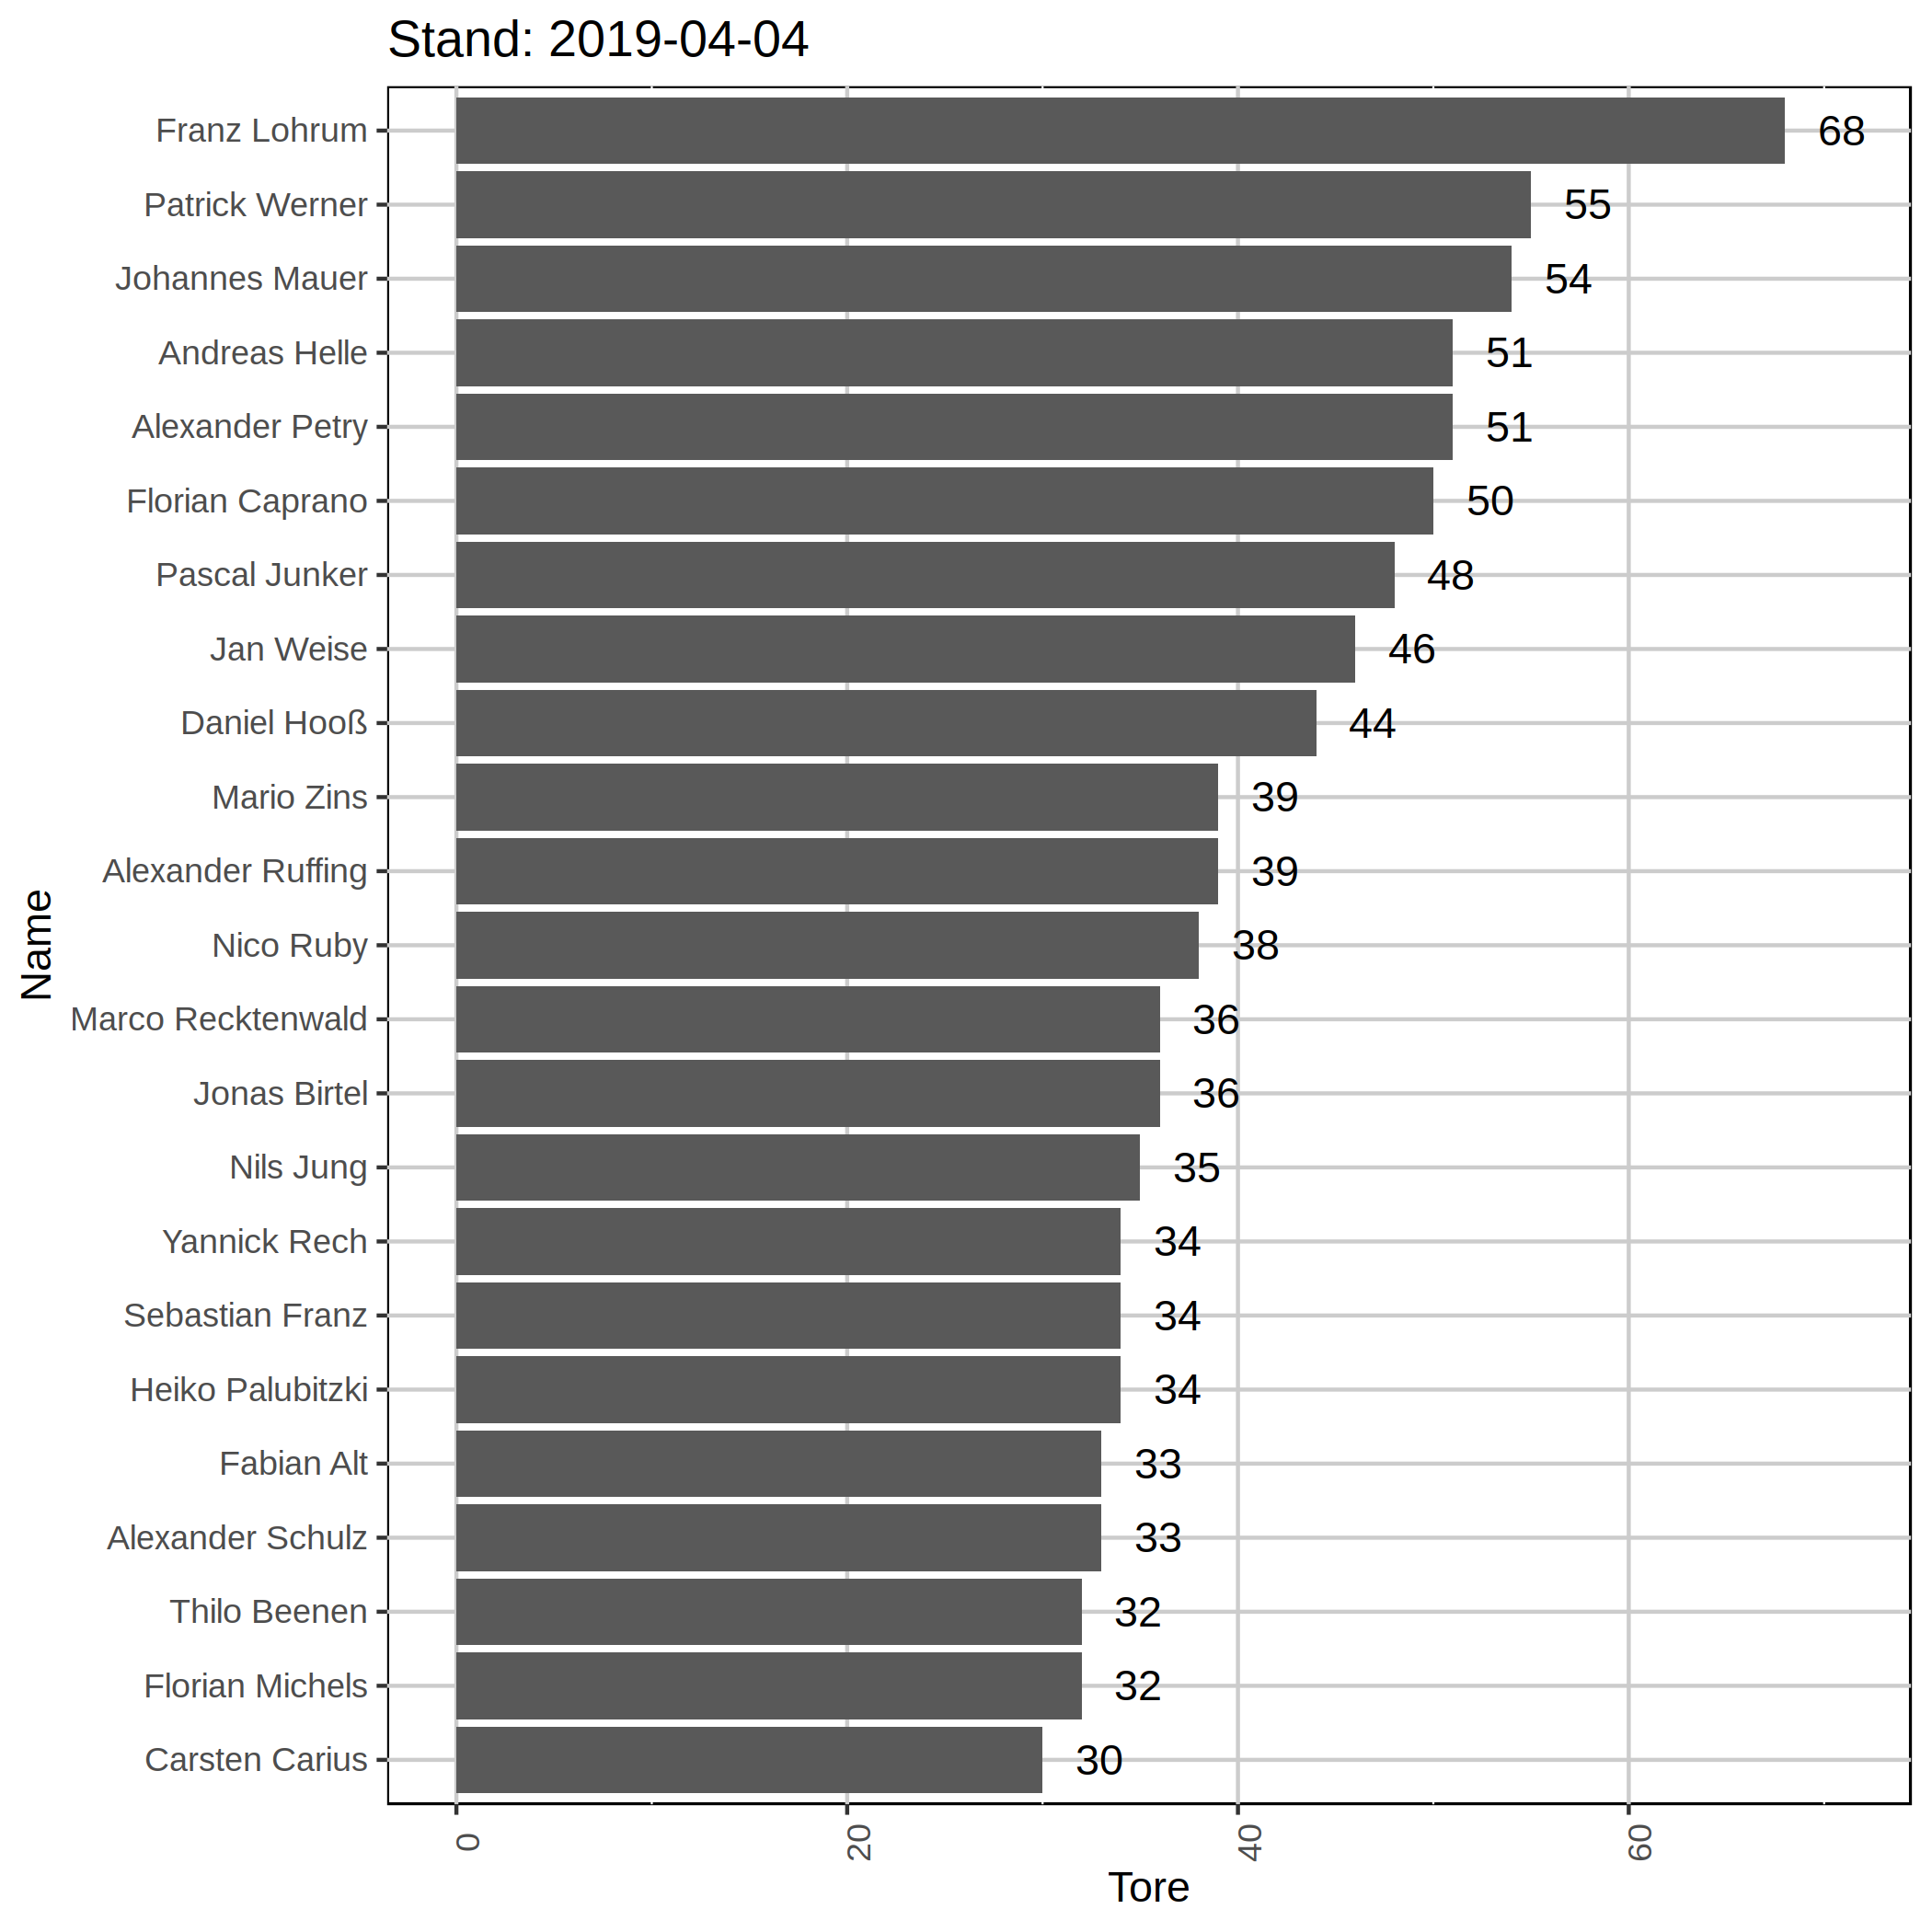 Stand: 2019-04-04
Franz Lohrum 68
Patrick Werner 55
Johannes Mauer 54
Andreas Helle 51
Alexander Petry 51
Florian Caprano 50
Pascal Junker 48
Jan Weise 46
Daniel Hooß 44
Mario Zins 39
Alexander Ruffing 39
Nico Ruby 38
Marco Recktenwald 36
Jonas Birtel 36
Nils Jung 35
Yannick Rech 34
Sebastian Franz 34
Heiko Palubitzki 34
Fabian Alt 33
Alexander Schulz 33
Thilo Beenen 32
Florian Michels 32
Carsten Carius 30
Name
0 20 40 60
Tore